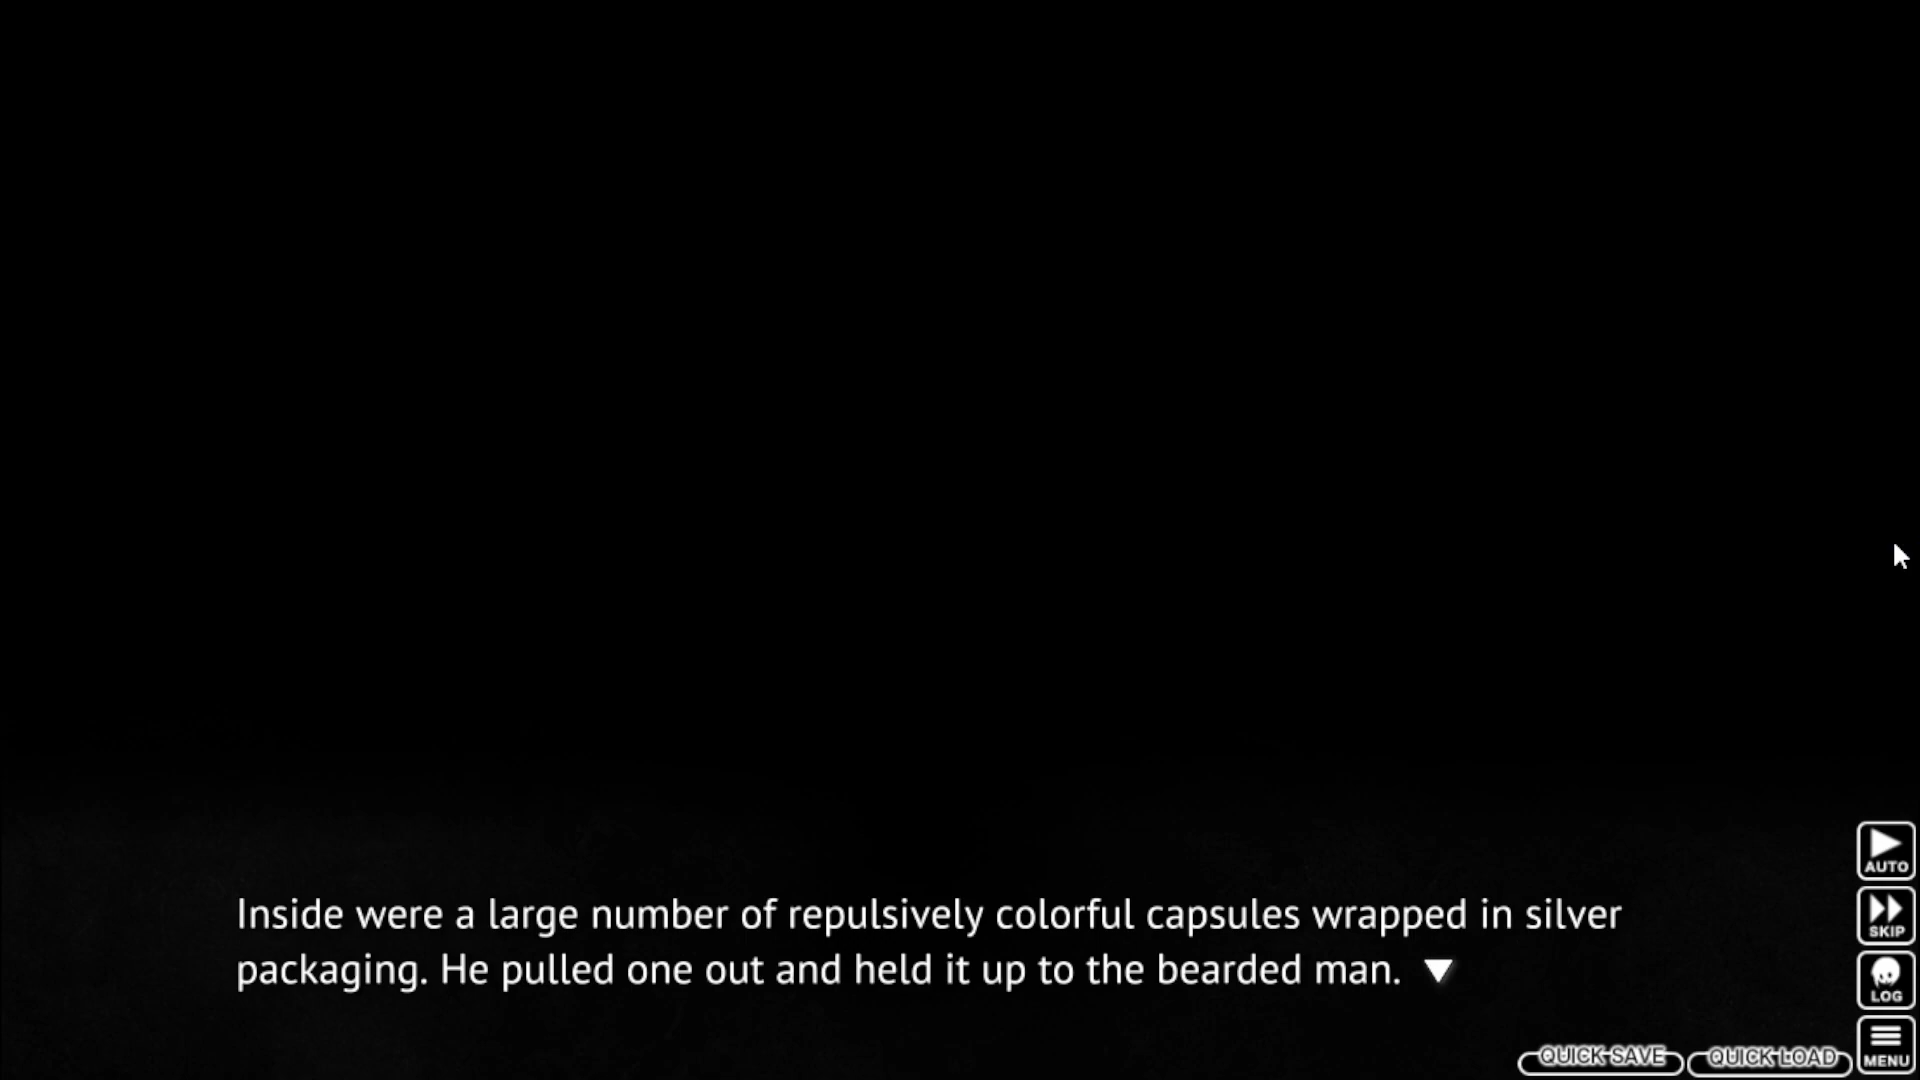 Inside were a large number of repulsively colorful capsules wrapped in silver
packaging. He pulled one out and held it up to the bearded man.
AUTO
SKIP
LOG
MENU
QUICK SAVE
QUICK LOAD